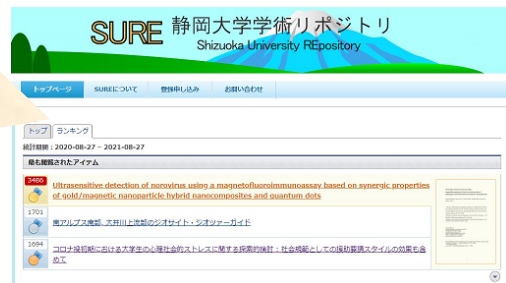 SURE 静岡大学学術リポジトリ
Shizuoka University REpository
トップページ SUREについて 登録申し込み お問い合わせ
トップ ランキング
統計期間：2020-08-27 – 2021-08-27
最も閲覧されたアイテム
3486
Ultrasensitive detection of norovirus using a magnetofluoroimmunoassay based on synergic properties
of gold/magnetic nanoparticle hybrid nanocomposites and quantum dots
1701
南アルプス南部、大井川上流部のジオサイト・ジオツアーガイド
1694
コロナ禍初期における大学生の心理社会的ストレスに関する探索的検討：社会規範としての援助要請スタイルの効果も含
めて